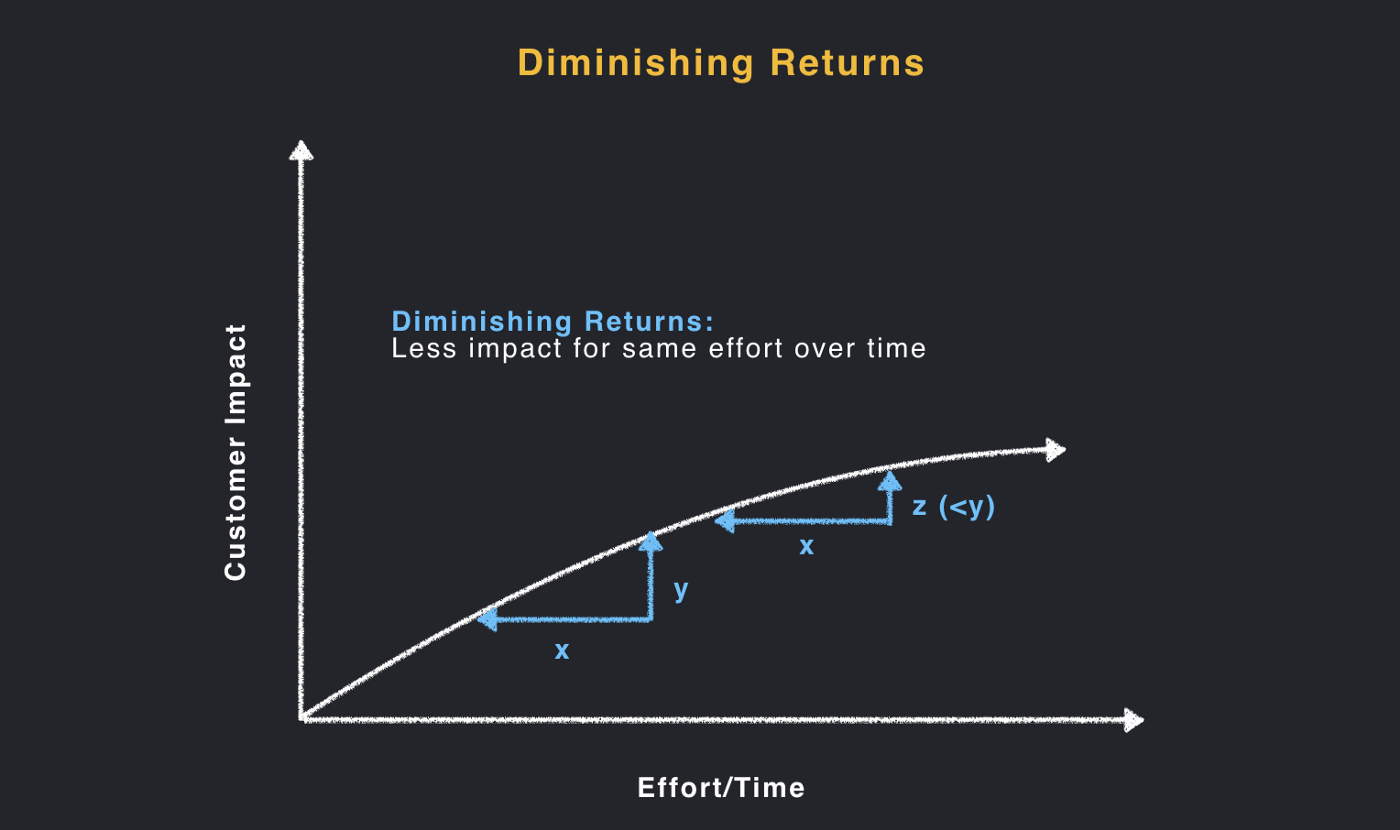 Diminishing Returns
Diminishing Returns:
Less impact for same effort over time
Customer Impact
z (<y)
x
y
x
Effort/Time